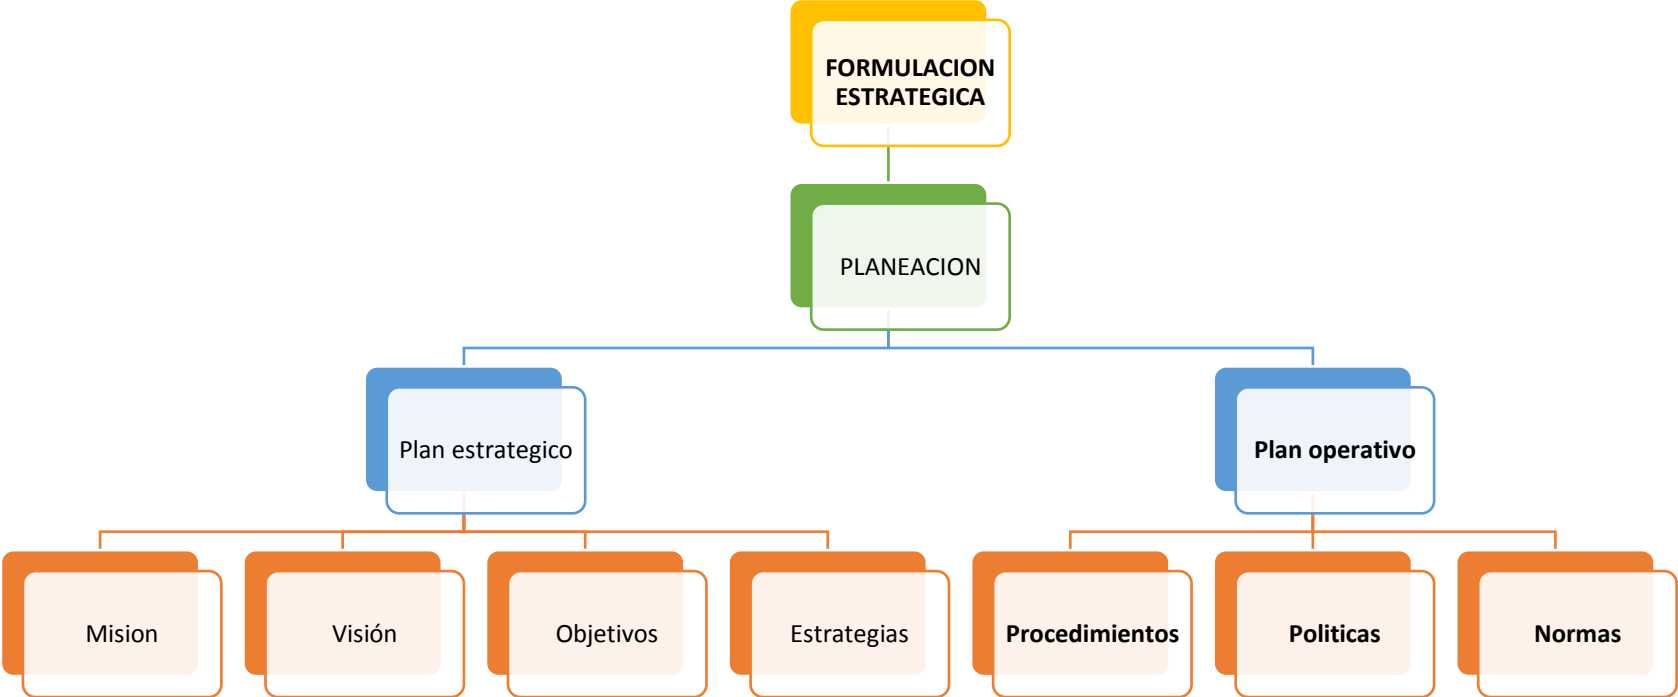 FORMULACION
ESTRATEGICA
PLANEACION
Plan estrategico
Plan operativo
Mision
Visión
Objetivos
Estrategias
Procedimientos
Politicas
Normas